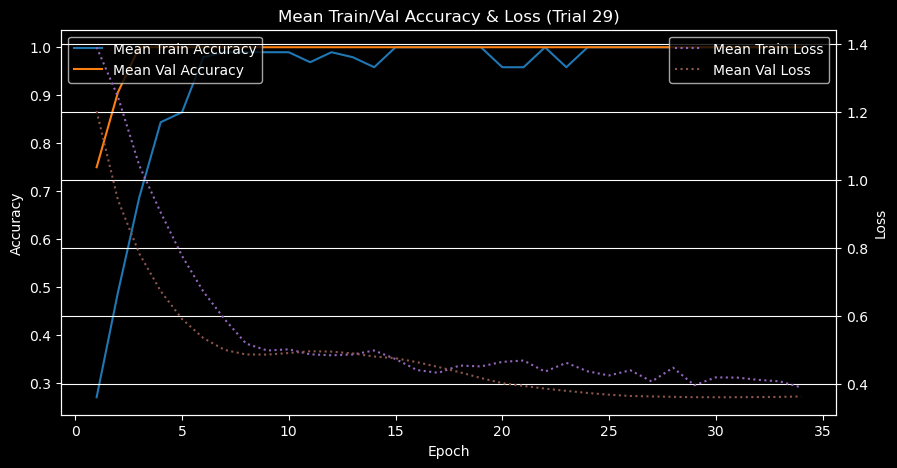 Mean Train/Val Accuracy & Loss (Trial 29)
Mean Train Accuracy
Mean Val Accuracy
Mean Train Loss
Mean Val Loss
1.0
0.9
0.8
0.7
0.6
0.5
0.4
0.3
Accuracy
1.4
1.2
1.0
0.8
0.6
0.4
Loss
0 5 10 15 20 25 30 35
Epoch